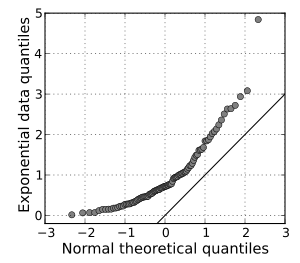 5
4
3
2
1
0
Exponential data quantiles
−3 −2 −1 0 1 2 3
Normal theoretical quantiles